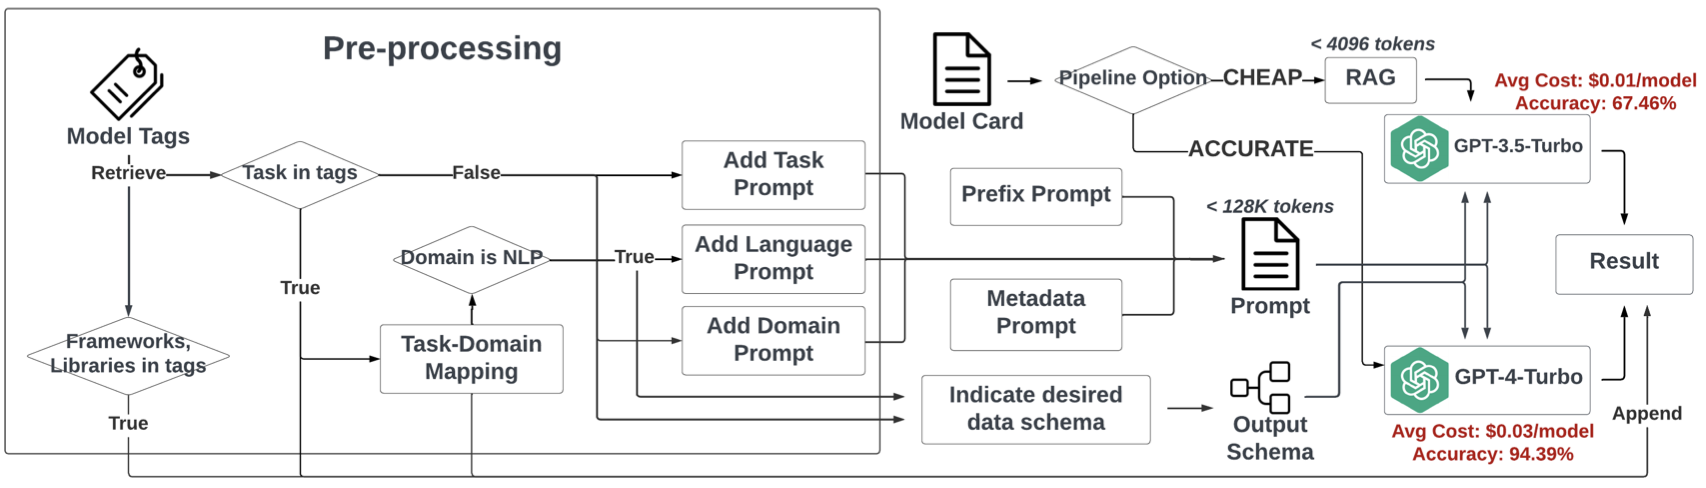 Pre-processing
Model Tags
Retrieve
Task in tags
False
True
Frameworks,
Libraries in tags
True
Domain is NLP
True
Task-Domain
Mapping
Add Task
Prompt
Add Language
Prompt
Add Domain
Prompt
Model Card
Pipeline Option
CHEAP
ACCURATE
< 4096 tokens
RAG
Avg Cost: $0.01/model
Accuracy: 67.46%
GPT-3.5-Turbo
Prefix Prompt
Metadata
Prompt
< 128K tokens
Prompt
Indicate desired
data schema
Output
Schema
GPT-4-Turbo
Avg Cost: $0.03/model
Accuracy: 94.39%
Result
Append